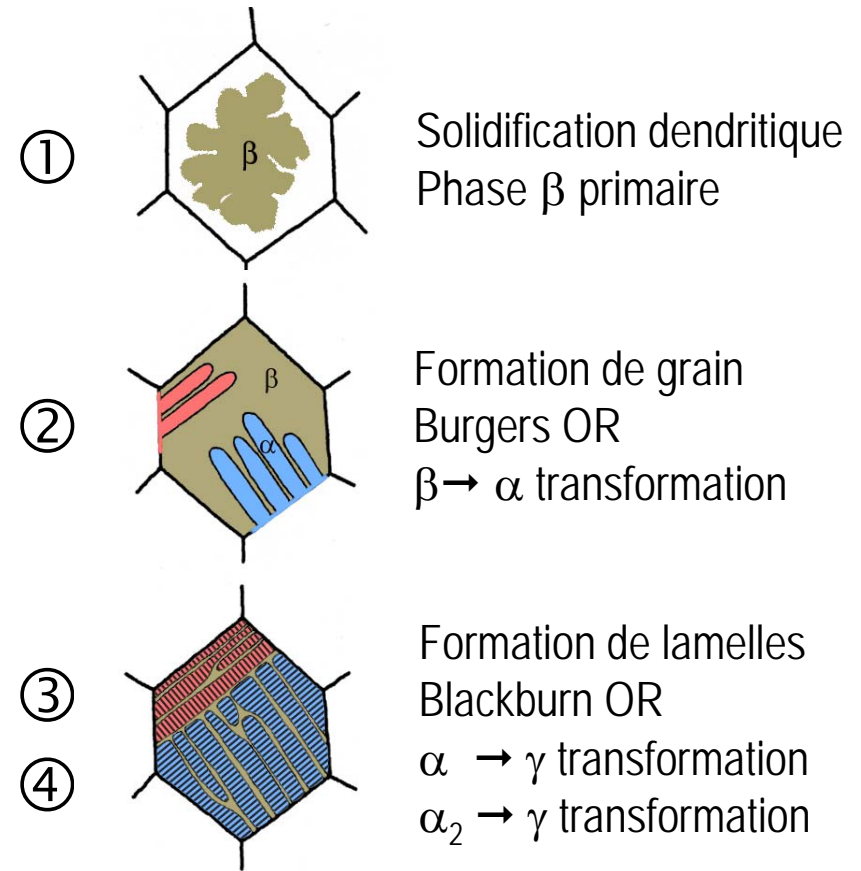 ①
β
Solidification dendritique
Phase β primaire
②
β
α
Formation de grain
Burgers OR
β→ α transformation
③
④
Formation de lamelles
Blackburn OR
α → γ transformation
α₂ → γ transformation